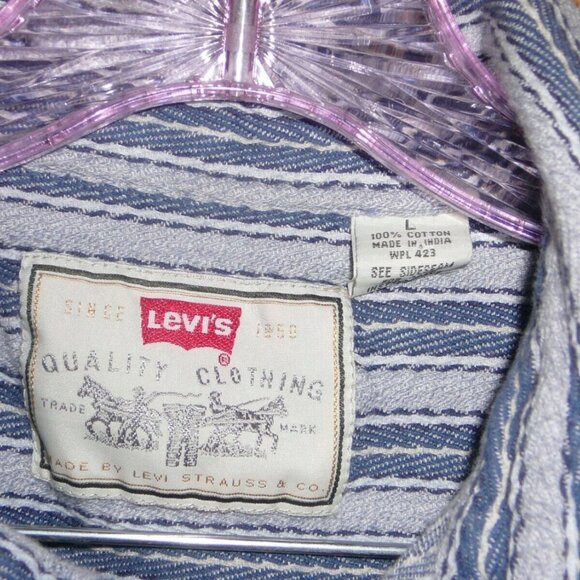 L
100% COTTON
MADE IN INDIA
WPL 423
SEE SIDESEAM
SINCE LEVI'S ® 1850
QUALITY CLOTHING
TRADE MARK
MADE BY LEVI STRAUSS & CO